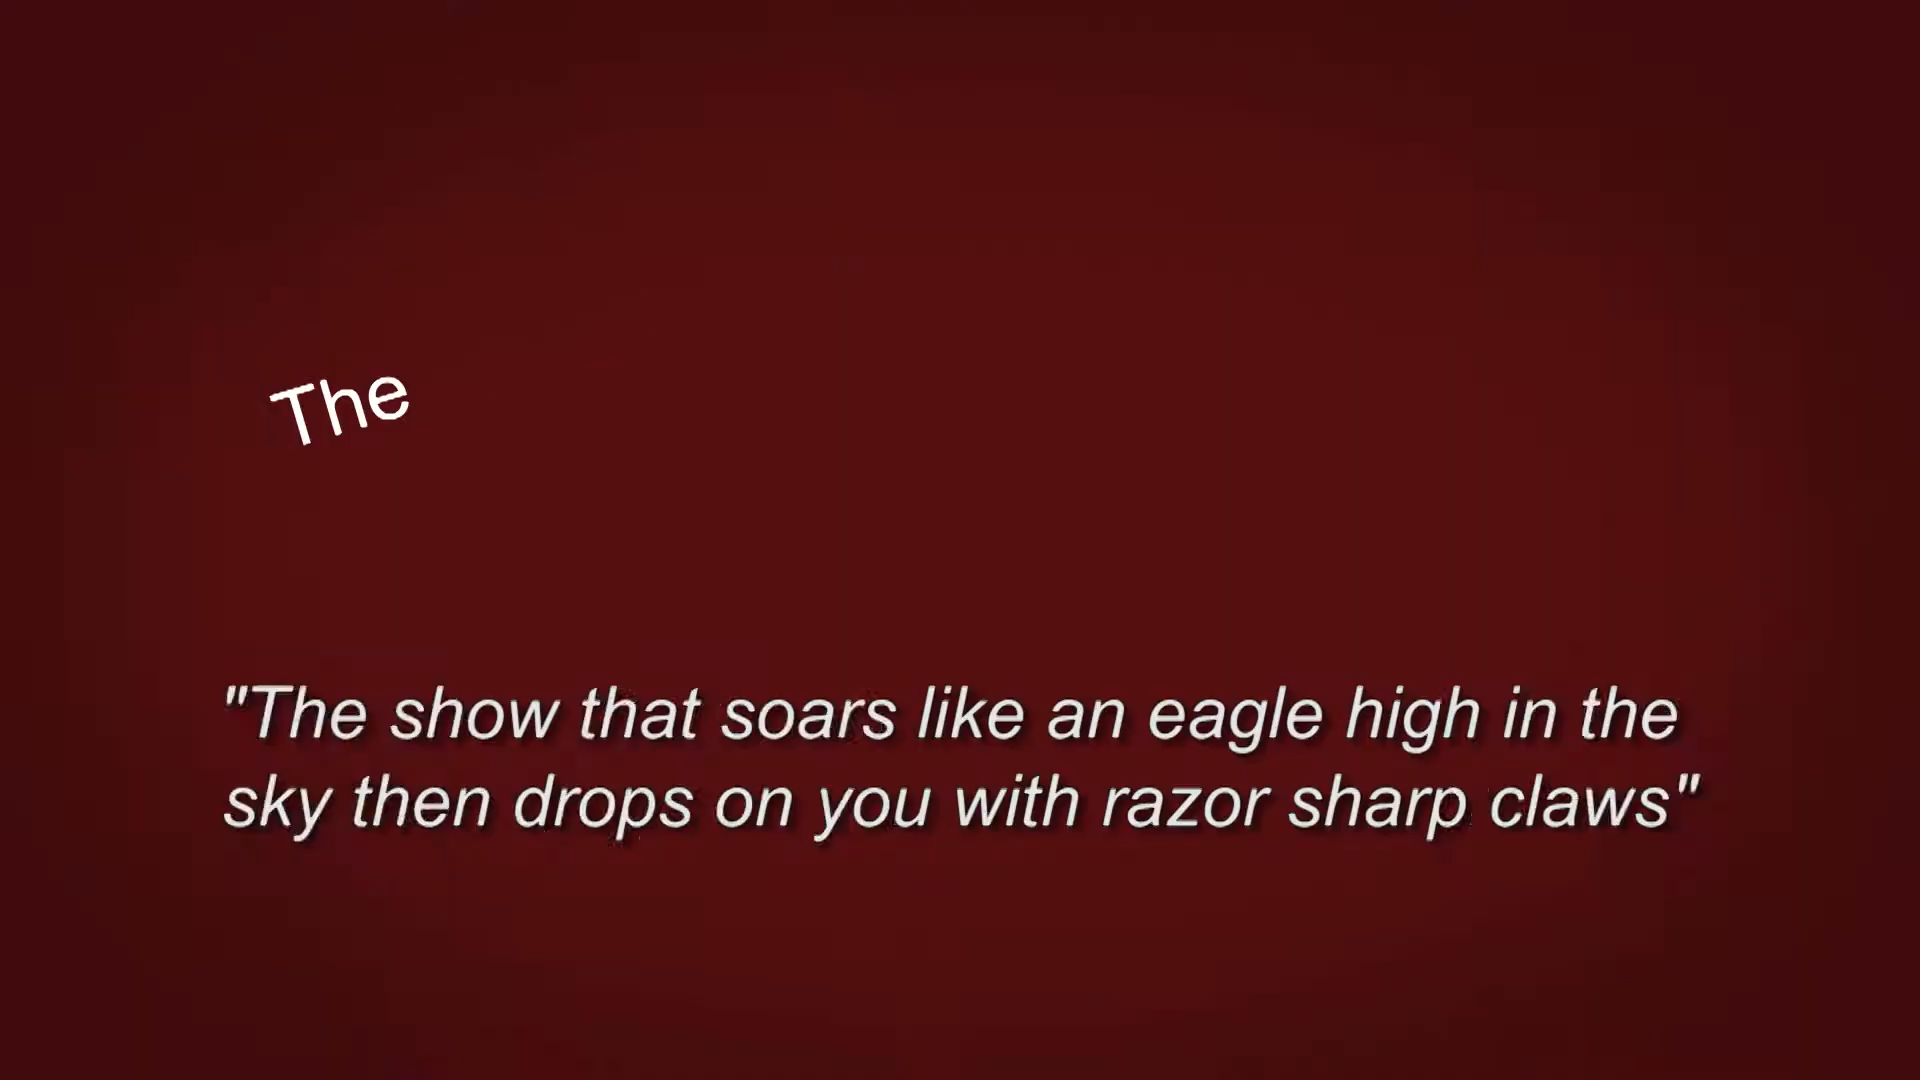 The
"The show that soars like an eagle high in the
sky then drops on you with razor sharp claws"